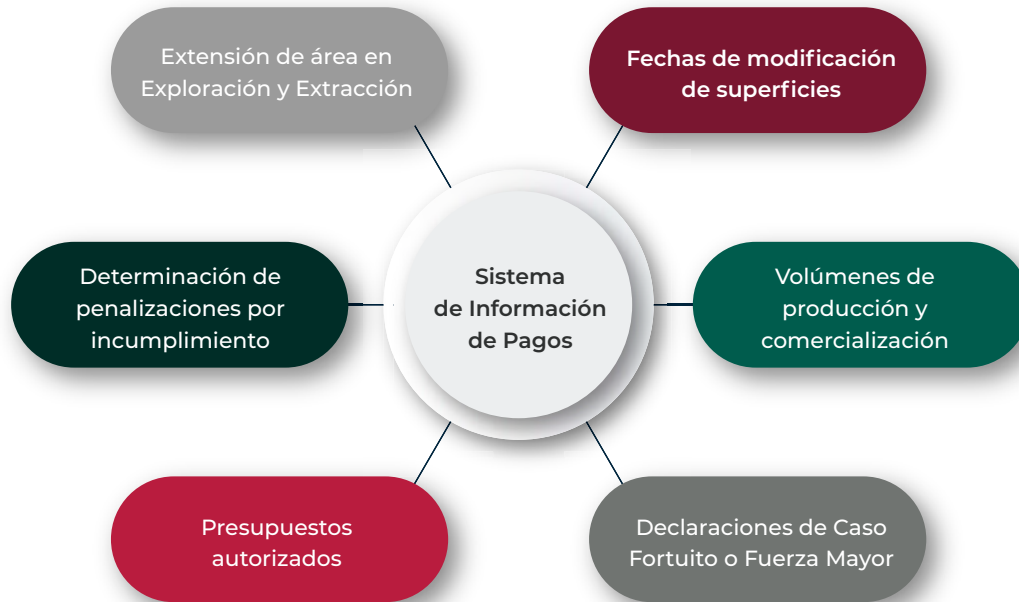 Extensión de área en
Exploración y Extracción
Fechas de modificación
de superficies
Determinación de
penalizaciones por
incumplimiento
Sistema
de Información
de Pagos
Volúmenes de
producción y
comercialización
Presupuestos
autorizados
Declaraciones de Caso
Fortuito o Fuerza Mayor